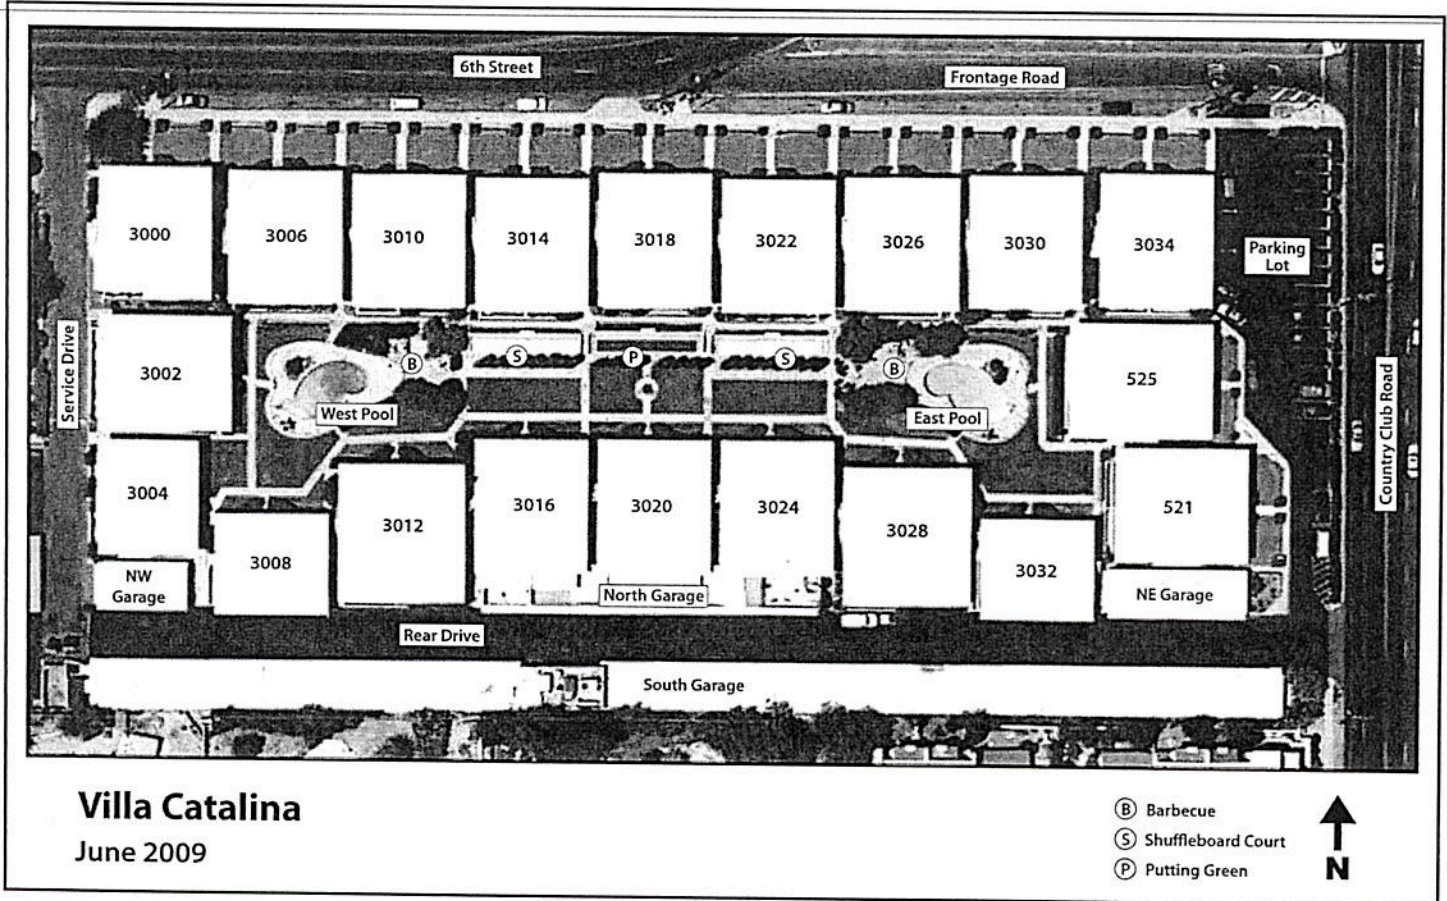 6th Street
Frontage Road
3000
3006
3010
3014
3018
3022
3026
3030
3034
Parking
Lot
Service Drive
3002
B
S
P
S
B
525
West Pool
East Pool
Country Club Road
3004
3008
3012
3016
3020
3024
3028
3032
521
NW
Garage
North Garage
NE Garage
Rear Drive
South Garage
Villa Catalina
June 2009
B Barbecue
S Shuffleboard Court
P Putting Green
N